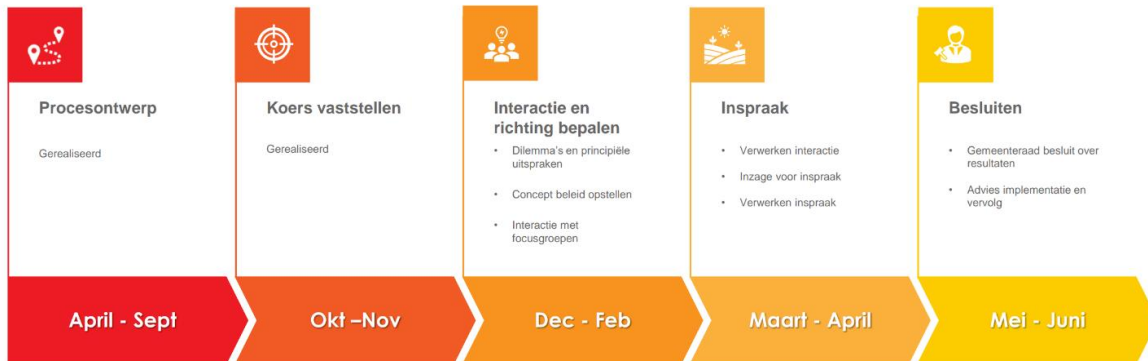 Procesontwerp
Gerealiseerd
April - Sept
Koers vaststellen
Gerealiseerd
Okt –Nov
Interactie en
richting bepalen
• Dilemma's en principiële
uitspraken
• Concept beleid opstellen
• Interactie met
focusgroepen
Dec - Feb
Inspraak
• Verwerken interactie
• Inzage voor inspraak
• Verwerken inspraak
Maart - April
Besluiten
• Gemeenteraad besluit over
resultaten
• Advies implementatie en
vervolg
Mei - Juni